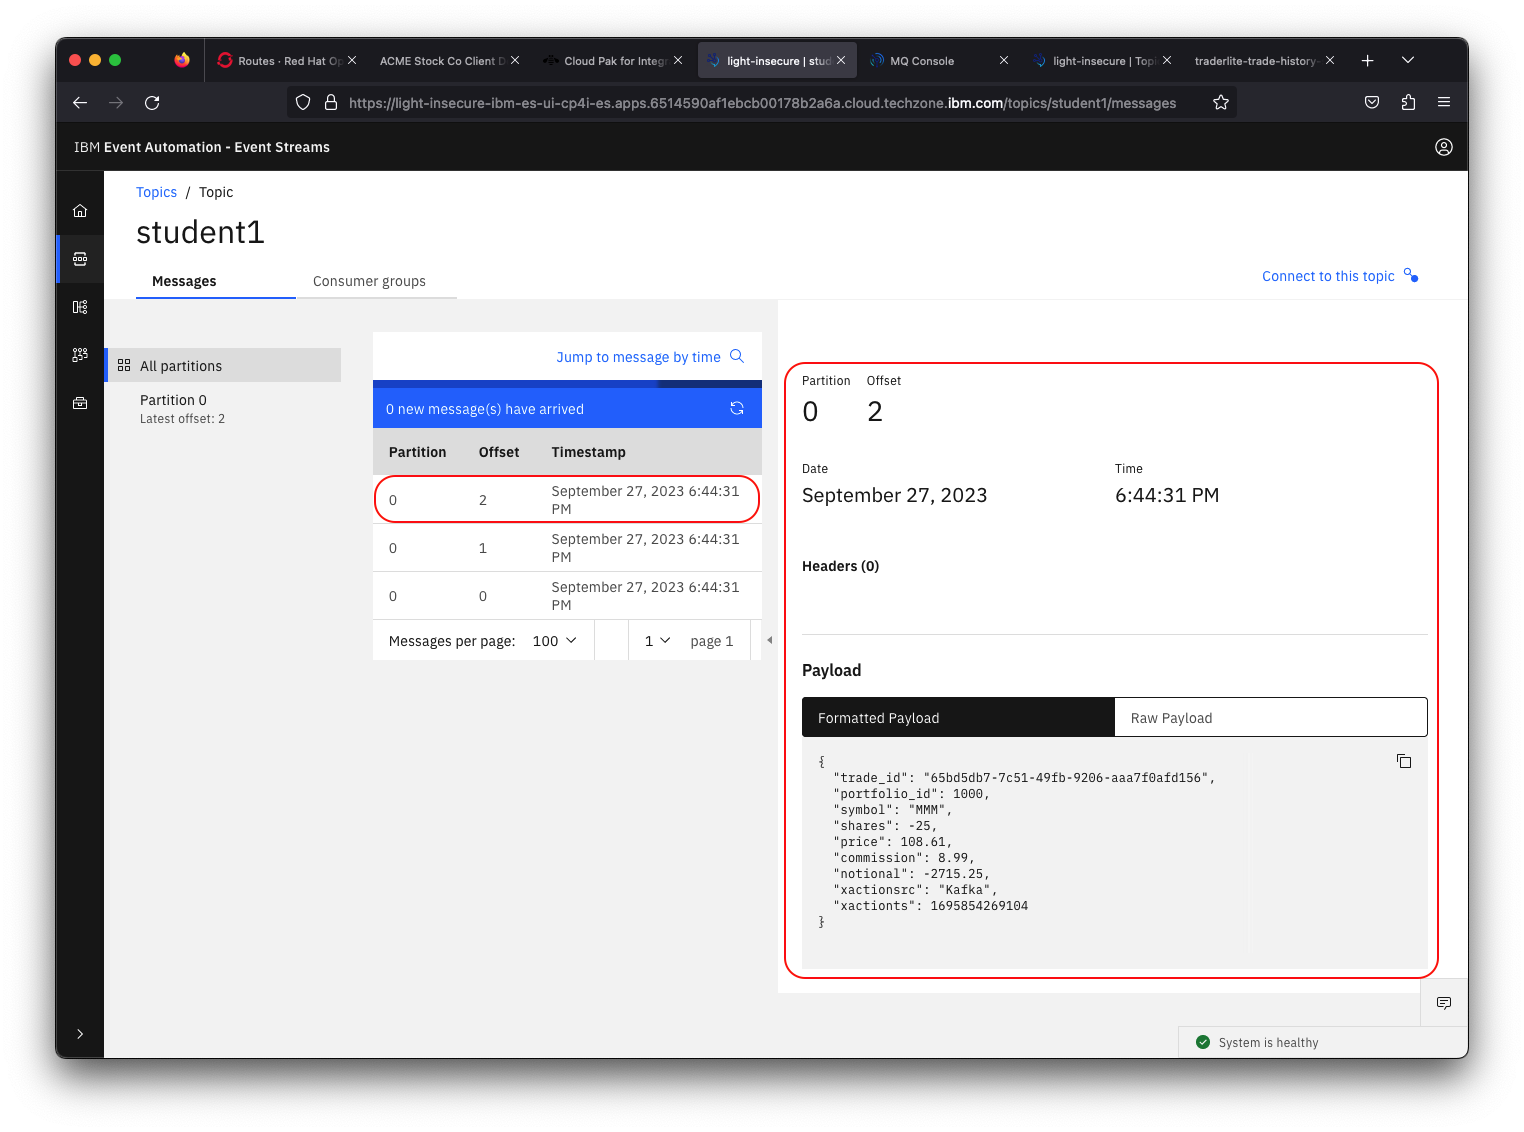 Routes · Red Hat Op
ACME Stock Co Client D
Cloud Pak for Integr
light-insecure | stud
MQ Console
light-insecure | Topi
traderlite-trade-history-
https://light-insecure-ibm-es-ui-cp4i-es.apps.6514590af1ebcb00178b2a6a.cloud.techzone.ibm.com/topics/student1/messages
IBM Event Automation - Event Streams
Topics / Topic
student1
Messages
Consumer groups
Connect to this topic
All partitions
Partition 0
Latest offset: 2
Jump to message by time
0 new message(s) have arrived
Partition Offset Timestamp
0 2 September 27, 2023 6:44:31 PM
0 1 September 27, 2023 6:44:31 PM
0 0 September 27, 2023 6:44:31 PM
Messages per page: 100 1 page 1
Partition Offset
0 2
Date Time
September 27, 2023 6:44:31 PM
Headers (0)
Payload
Formatted Payload Raw Payload
{
"trade_id": "65bd5db7-7c51-49fb-9206-aaa7f0afd156",
"portfolio_id": 1000,
"symbol": "MMM",
"shares": -25,
"price": 108.61,
"commission": 8.99,
"notional": -2715.25,
"xactionsrc": "Kafka",
"xactionts": 1695854269104
}
System is healthy